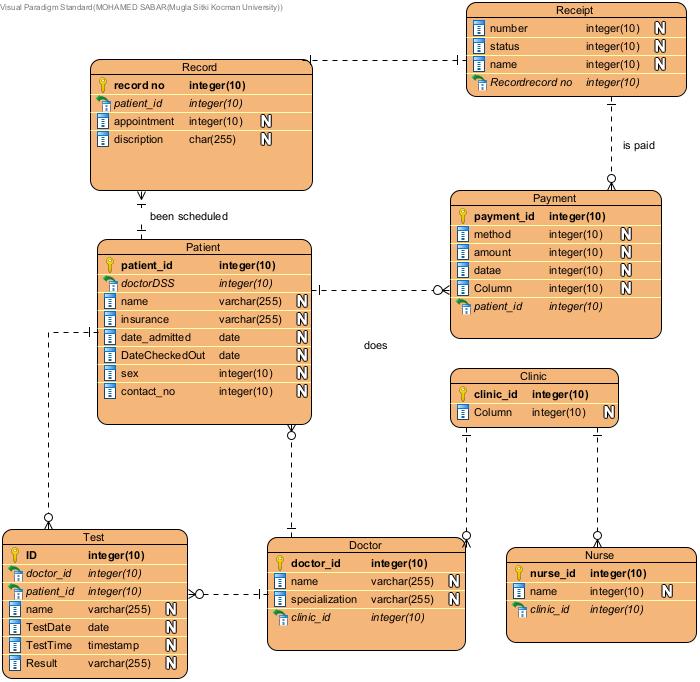 Visual Paradigm Standard(MOHAMED SABAR(Mugla Sitki Kocman University))
Receipt
number integer(10) N
status integer(10) N
name integer(10) N
Recordrecord no integer(10)
Record
record no integer(10)
patient_id integer(10)
appointment integer(10) N
discription char(255) N
is paid
Payment
payment_id integer(10)
method integer(10) N
amount integer(10) N
datae integer(10) N
Column integer(10) N
patient_id integer(10)
been scheduled
Patient
patient_id integer(10)
doctorDSS integer(10)
name varchar(255) N
insurance varchar(255) N
date_admitted date N
DateCheckedOut date N
sex integer(10) N
contact_no integer(10) N
does
Clinic
clinic_id integer(10)
Column integer(10) N
Test
ID integer(10)
doctor_id integer(10)
patient_id integer(10)
name varchar(255) N
TestDate date N
TestTime timestamp N
Result varchar(255) N
Doctor
doctor_id integer(10)
name varchar(255) N
specialization varchar(255) N
clinic_id integer(10)
Nurse
nurse_id integer(10)
name integer(10) N
clinic_id integer(10)